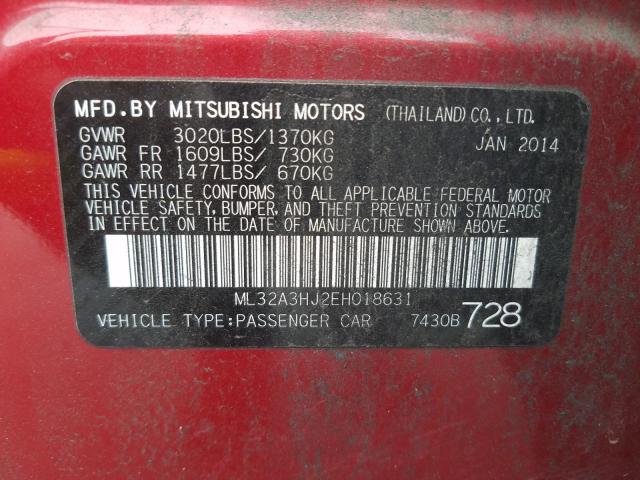 MFD.BY MITSUBISHI MOTORS (THAILAND)CO.,LTD.
GVWR 3020LBS/1370KG JAN 2014
GAWR FR 1609LBS/ 730KG
GAWR RR 1477LBS/ 670KG
THIS VEHICLE CONFORMS TO ALL APPLICABLE FEDERAL MOTOR
VEHICLE SAFETY, BUMPER, AND THEFT PREVENTION STANDARDS
IN EFFECT ON THE DATE OF MANUFACTURE SHOWN ABOVE.
ML32A3HJ2EH018631
VEHICLE TYPE:PASSENGER CAR 7430B 728